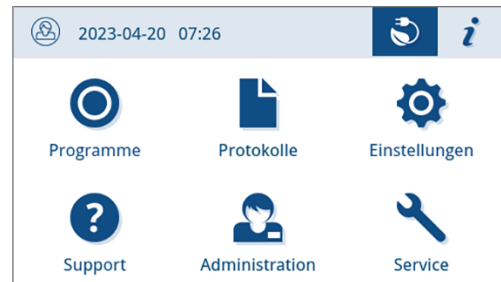 2023-04-20 07:26
i
Programme Protokolle Einstellungen
?
Support Administration Service